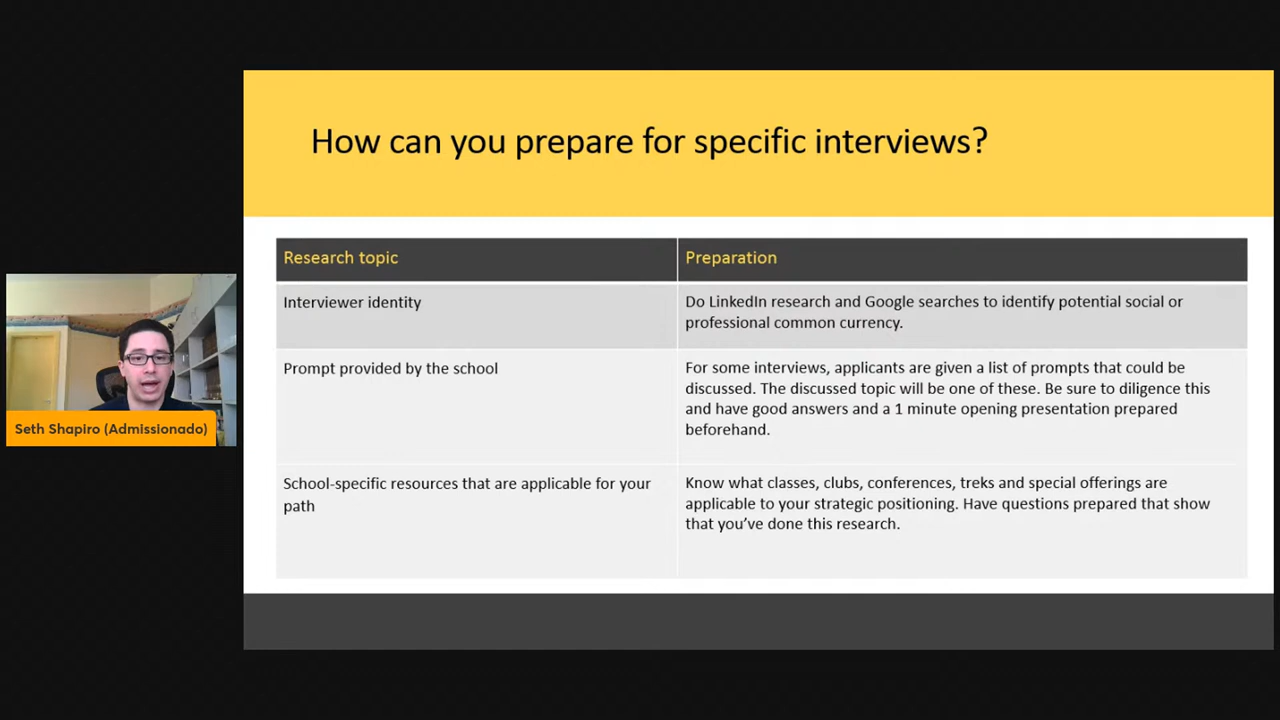 How can you prepare for specific interviews?
Research topic
Preparation
Interviewer identity
Do LinkedIn research and Google searches to identify potential social or
professional common currency.
Prompt provided by the school
For some interviews, applicants are given a list of prompts that could be
discussed. The discussed topic will be one of these. Be sure to diligence this
and have good answers and a 1 minute opening presentation prepared
beforehand.
School-specific resources that are applicable for your
path
Know what classes, clubs, conferences, treks and special offerings are
applicable to your strategic positioning. Have questions prepared that show
that you’ve done this research.
Seth Shapiro (Admissionado)